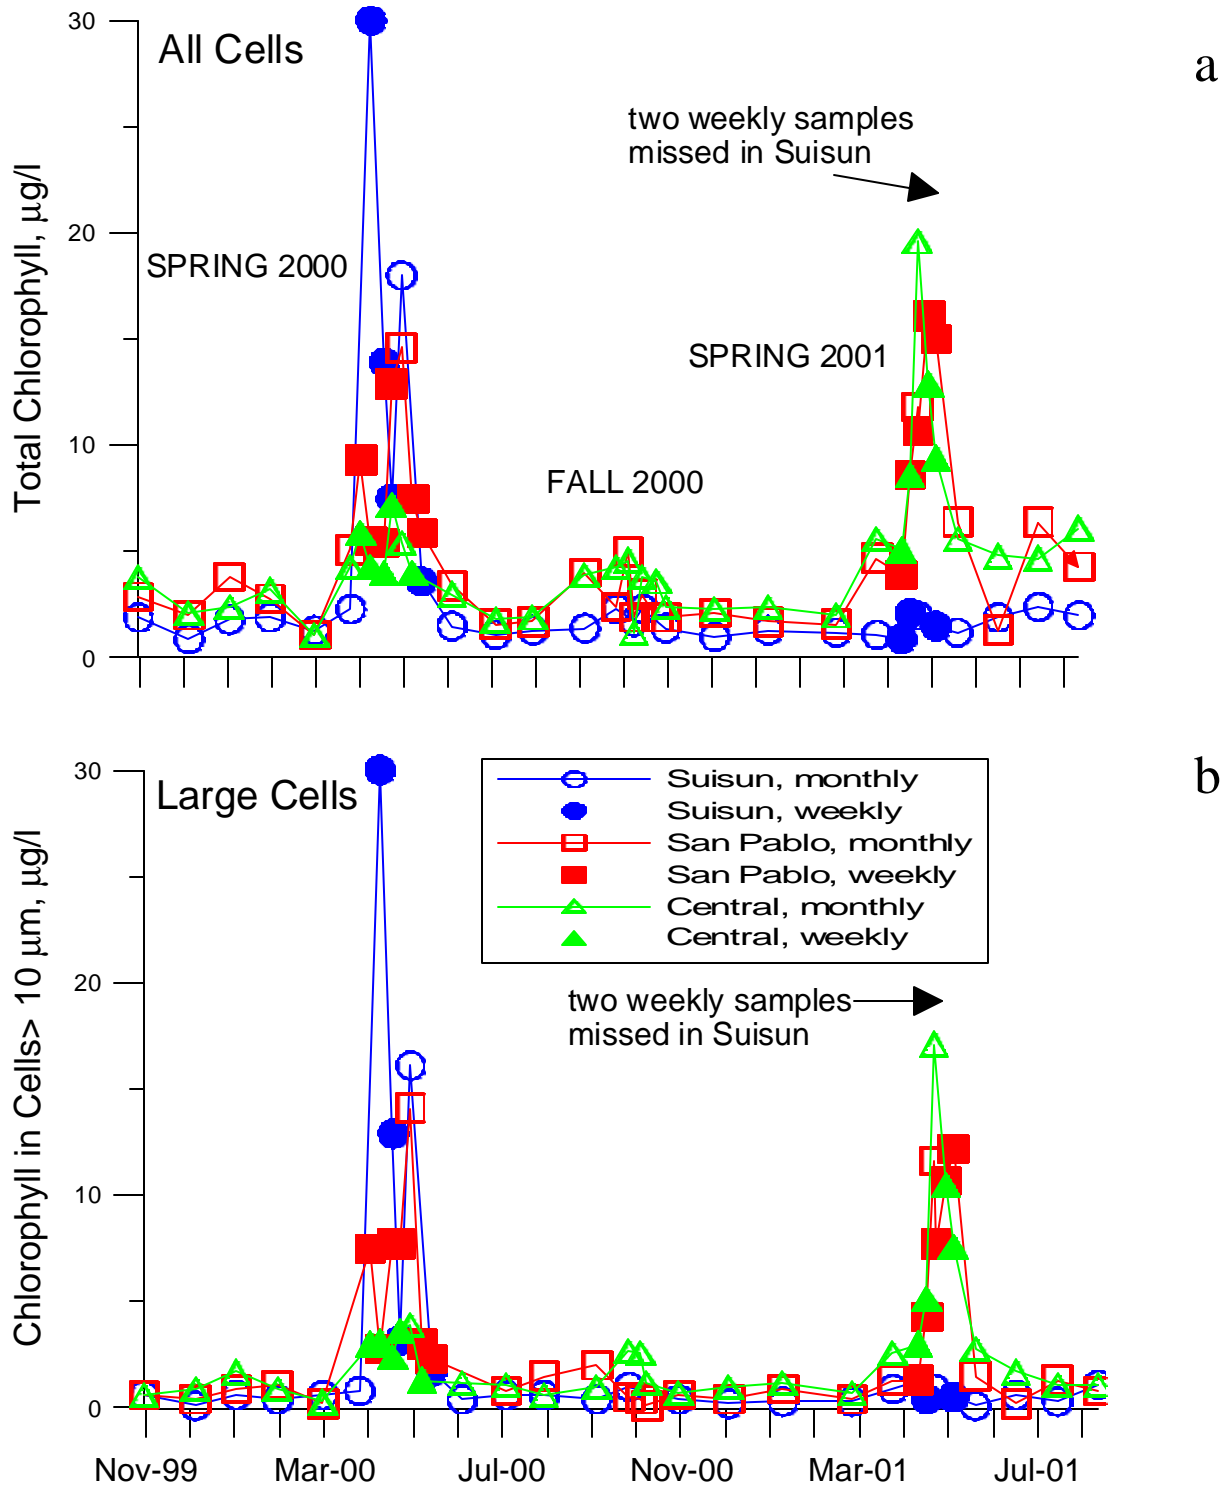 30
All Cells
a
two weekly samples
missed in Suisun
20
SPRING 2000
SPRING 2001
10
FALL 2000
0
Total Chlorophyll, µg/l
30
Large Cells
b
Suisun, monthly
Suisun, weekly
San Pablo, monthly
San Pablo, weekly
Central, monthly
Central, weekly
20
two weekly samples
missed in Suisun
10
0
Chlorophyll in Cells> 10 µm, µg/l
Nov-99 Mar-00 Jul-00 Nov-00 Mar-01 Jul-01